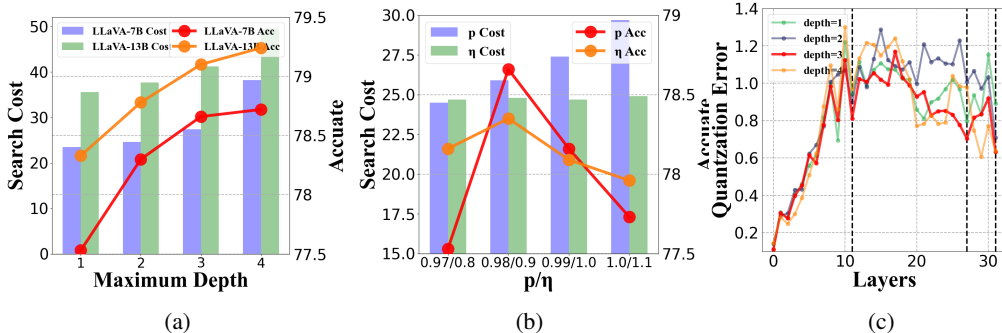 LLaVA-7B Cost
LLaVA-13B Cost
LLaVA-7B Acc
LLaVA-13B Acc
Search Cost
50
40
30
20
10
0
79.5
79
78.5
78
77.5
Accuate
1 2 3 4
Maximum Depth
(a)
p Cost
η Cost
p Acc
η Acc
Search Cost
30.0
27.5
25.0
22.5
20.0
17.5
15.0
79
78.5
78
77.5
Accuate
0.97/0.8 0.98/0.9 0.99/1.0 1.0/1.1
p/η
(b)
depth=1
depth=2
depth=3
depth=4
Quantzation Error
1.4
1.2
1.0
0.8
0.6
0.4
0.2
0 10 20 30
Layers
(c)